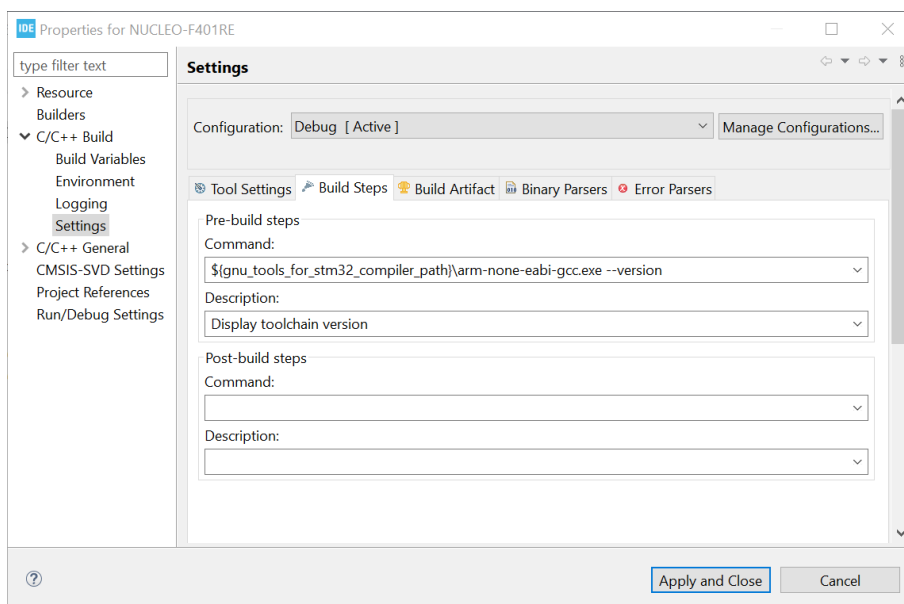 IDE Properties for NUCLEO-F401RE
type filter text
Resource
Builders
C/C++ Build
Build Variables
Environment
Logging
Settings
C/C++ General
CMSIS-SVD Settings
Project References
Run/Debug Settings
Settings
Configuration: Debug [ Active ] Manage Configurations...
Tool Settings Build Steps Build Artifact Binary Parsers Error Parsers
Pre-build steps
Command:
${gnu_tools_for_stm32_compiler_path}\arm-none-eabi-gcc.exe --version
Description:
Display toolchain version
Post-build steps
Command:
Description:
Apply and Close Cancel